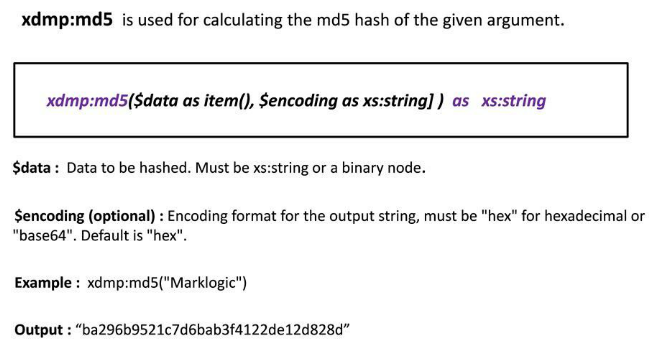 xdmp:md5 is used for calculating the md5 hash of the given argument.
xdmp:md5($data as item(), $encoding as xs:string] ) as xs:string
$data : Data to be hashed. Must be xs:string or a binary node.
$encoding (optional) : Encoding format for the output string, must be "hex" for hexadecimal or
"base64". Default is "hex".
Example : xdmp:md5("Marklogic")
Output : “ba296b9521c7d6bab3f4122de12d828d”